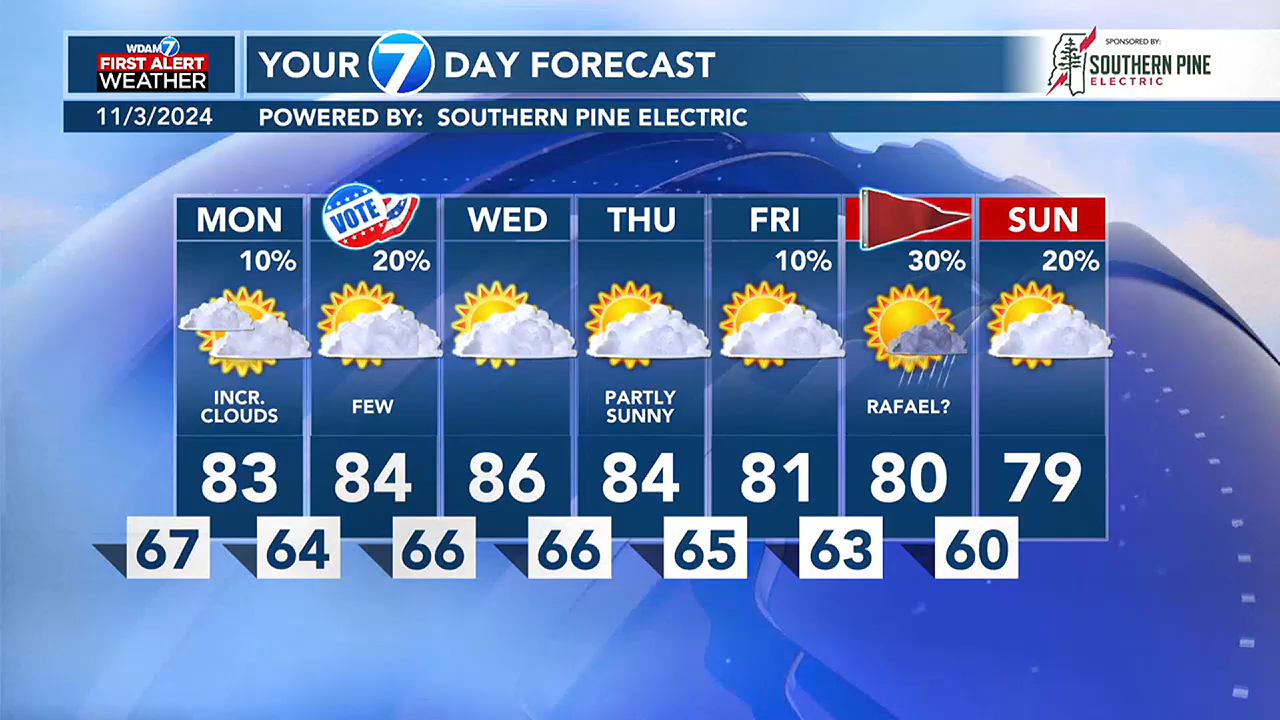 WDAM 7
FIRST ALERT
WEATHER
YOUR 7 DAY FORECAST
SPONSORED BY:
SOUTHERN PINE
ELECTRIC
11/3/2024
POWERED BY: SOUTHERN PINE ELECTRIC
MON
VOTE
WED
THU
FRI
SUN
10%
20%
10%
30%
20%
INCR.
CLOUDS
FEW
PARTLY
SUNNY
RAFAEL?
83
84
86
84
81
80
79
67
64
66
66
65
63
60